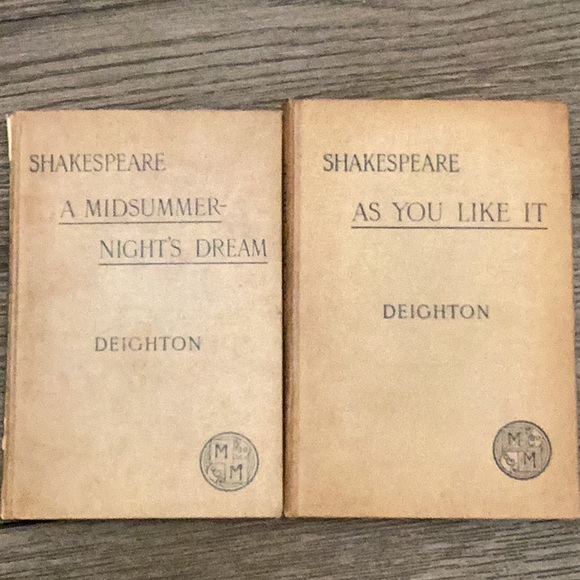 SHAKESPEARE
A MIDSUMMER-
NIGHT'S DREAM
DEIGHTON
M
M
SHAKESPEARE
AS YOU LIKE IT
DEIGHTON
M
M